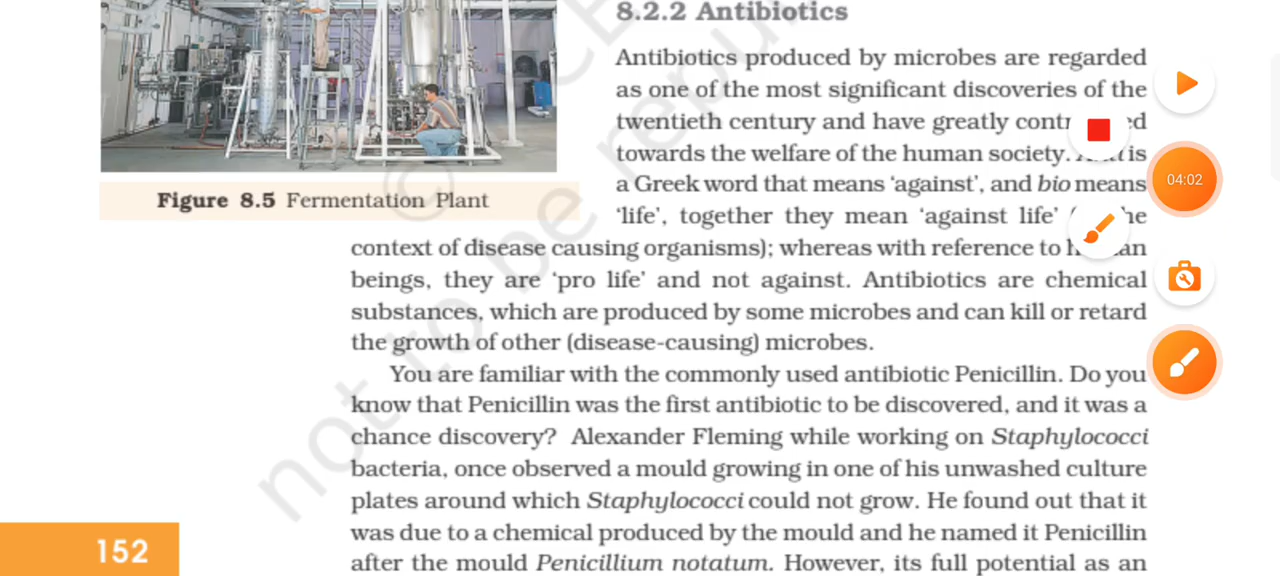 8.2.2 Antibiotics
Antibiotics produced by microbes are regarded
as one of the most significant discoveries of the
twentieth century and have greatly
towards the welfare of the human society. is
a Greek word that means ‘against’, and bio means
‘life’, together they mean ‘against life’
context of disease causing organisms); whereas with reference to
beings, they are ‘pro life’ and not against. Antibiotics are chemical
substances, which are produced by some microbes and can kill or retard
the growth of other (disease-causing) microbes.
You are familiar with the commonly used antibiotic Penicillin. Do you
know that Penicillin was the first antibiotic to be discovered, and it was a
chance discovery? Alexander Fleming while working on Staphylococci
bacteria, once observed a mould growing in one of his unwashed culture
plates around which Staphylococci could not grow. He found out that it
was due to a chemical produced by the mould and he named it Penicillin
after the mould Penicillium notatum. However, its full potential as an
Figure 8.5 Fermentation Plant
152
04:02
not to be